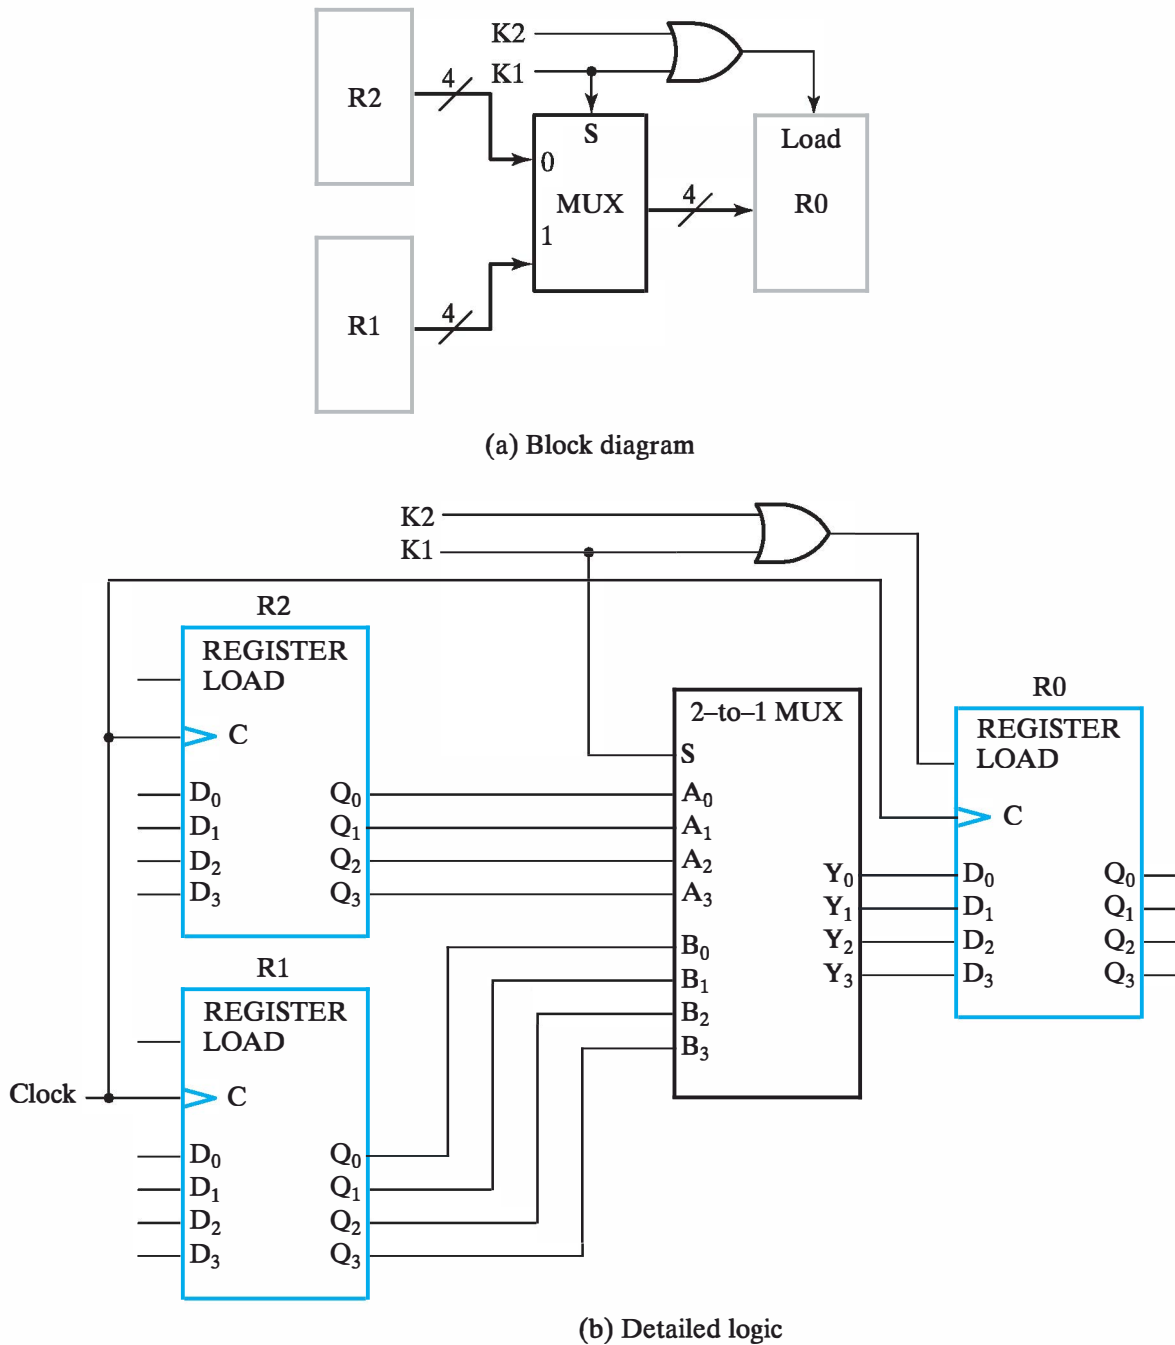 K2
K1
4
R2
S
Load
0
MUX
4
R0
1
4
R1
(a) Block diagram
K2
K1
R2
REGISTER
LOAD
C
D₀ Q₀
D₁ Q₁
D₂ Q₂
D₃ Q₃
R1
REGISTER
LOAD
Clock
C
D₀ Q₀
D₁ Q₁
D₂ Q₂
D₃ Q₃
2–to–1 MUX
S
A₀
A₁
A₂
A₃
Y₀
Y₁
Y₂
Y₃
B₀
B₁
B₂
B₃
R0
REGISTER
LOAD
C
D₀ Q₀
D₁ Q₁
D₂ Q₂
D₃ Q₃
(b) Detailed logic